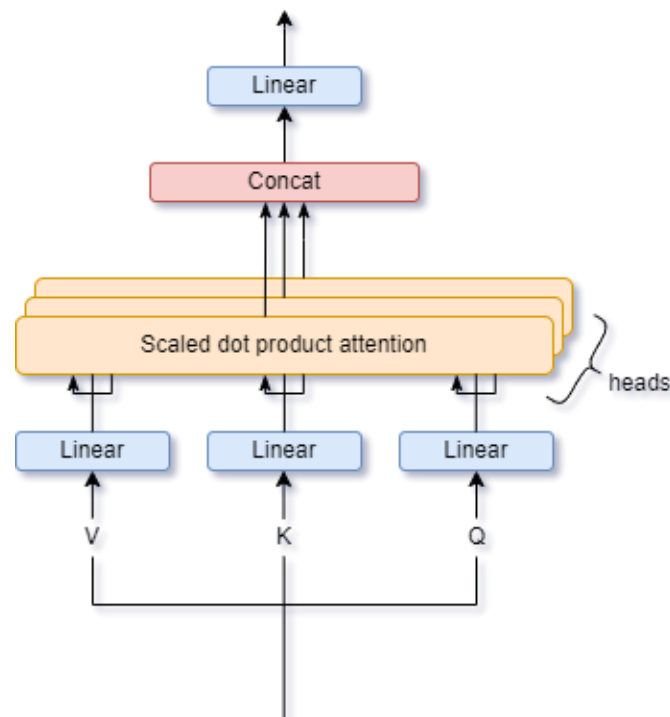 Linear
Concat
Scaled dot product attention
heads
Linear
Linear
Linear
V
K
Q